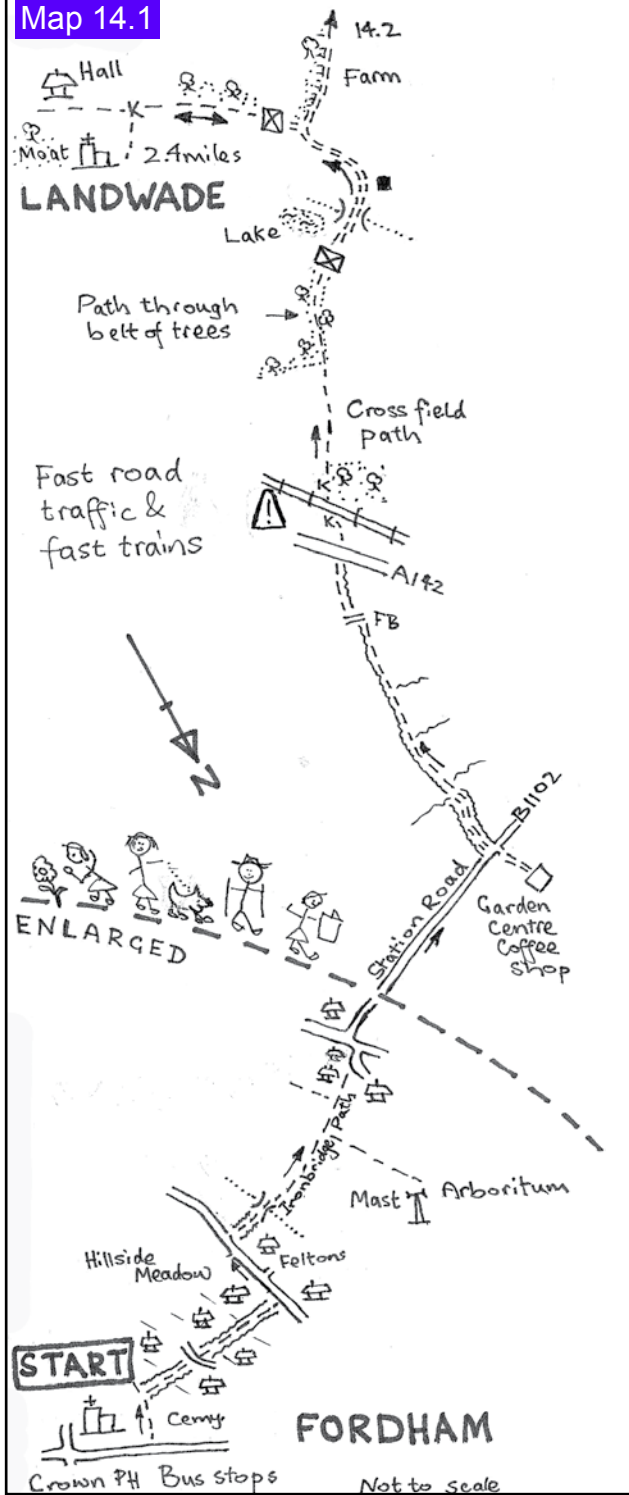 Map 14.1
14.2
Hall
Farm
K
Moat
2.4miles
LANDWADE
Lake
Path through
belt of trees
Cross field
path
Fast road
traffic &
fast trains
K
K
A142
FB
N
B1102
Station Road
ENLARGED
Garden
Centre
Coffee
Shop
Ironbridge Path
Mast
Arboritum
Hillside
Meadow
Feltons
START
Cemy.
FORDHAM
Crown PH
Bus stops
Not to scale